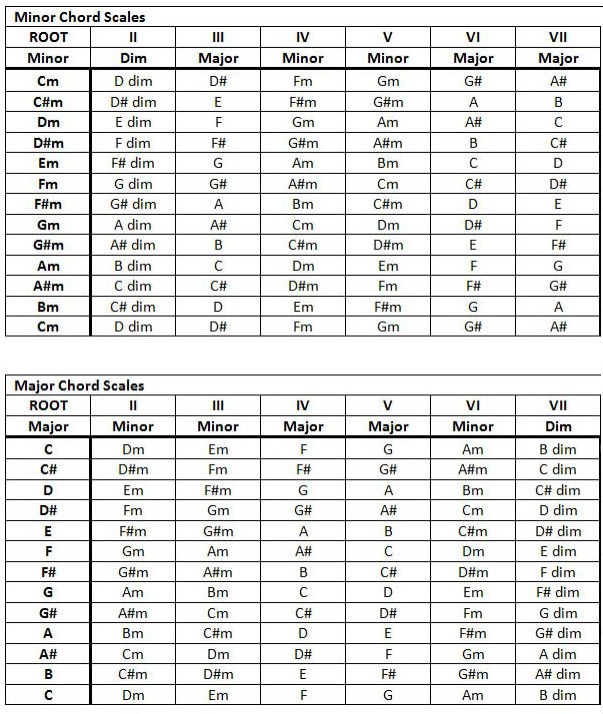 Minor Chord Scales
ROOT II III IV V VI VII
Minor Dim Major Minor Minor Major Major
Cm D dim D# Fm Gm G# A#
C#m D# dim E F#m G#m A B
Dm E dim F Gm Am A# C
D#m F dim F# G#m A#m B C#
Em F# dim G Am Bm C D
Fm G dim G# A#m Cm C# D#
F#m G# dim A Bm C#m D E
Gm A dim A# Cm Dm D# F
G#m A# dim B C#m D#m E F#
Am B dim C Dm Em F G
A#m C dim C# D#m Fm F# G#
Bm C# dim D Em F#m G A
Cm D dim D# Fm Gm G# A#
Major Chord Scales
ROOT II III IV V VI VII
Major Minor Minor Major Major Minor Dim
C Dm Em F G Am B dim
C# D#m Fm F# G# A#m C dim
D Em F#m G A Bm C# dim
D# Fm Gm G# A# Cm D dim
E F#m G#m A B C#m D# dim
F Gm Am A# C Dm E dim
F# G#m A#m B C# D#m F dim
G Am Bm C D Em F# dim
G# A#m Cm C# D# Fm G dim
A Bm C#m D E F#m G# dim
A# Cm Dm D# F Gm A dim
B C#m D#m E F# G#m A# dim
C Dm Em F G Am B dim